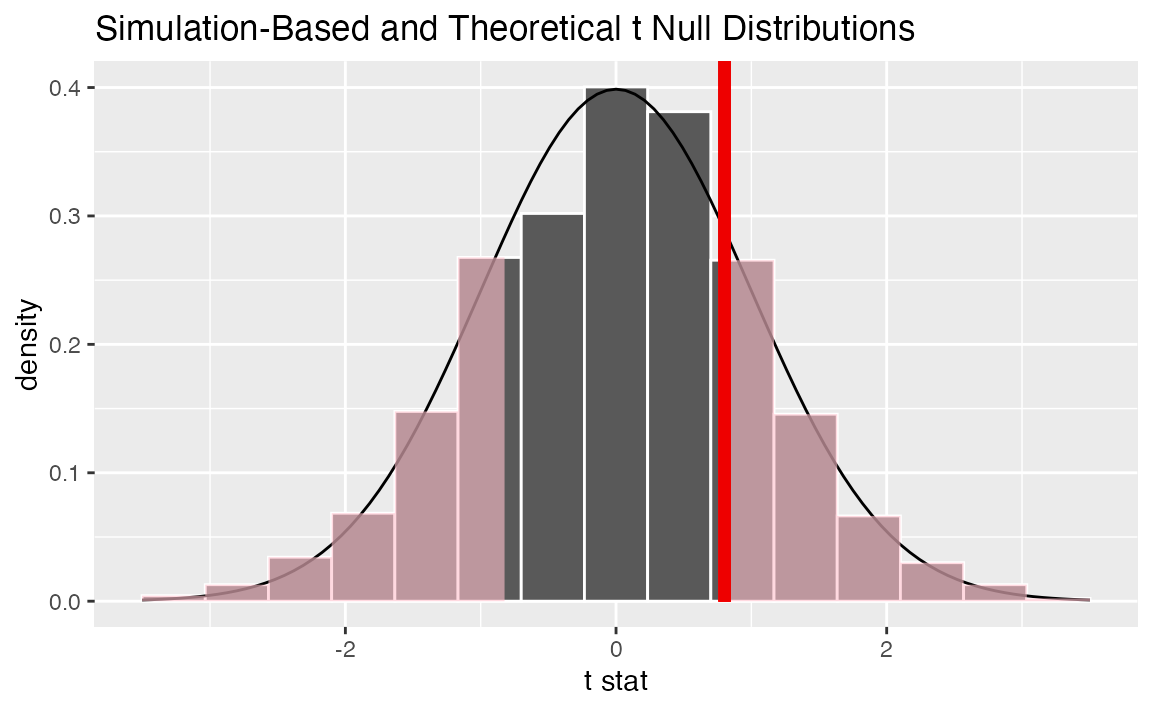 Simulation-Based and Theoretical t Null Distributions
0.4
0.3
0.2
0.1
0.0
density
-2 0 2
t stat